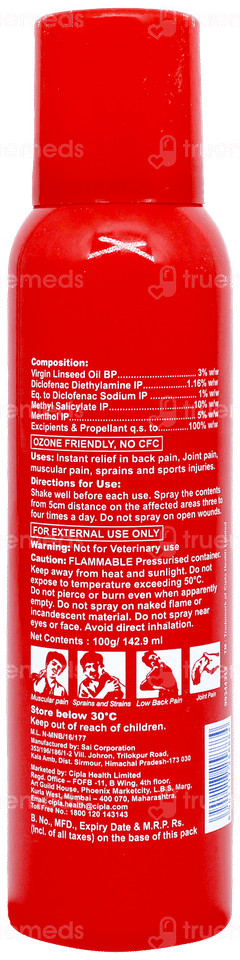 Composition:
Virgin Linseed Oil BP 3% w/w
Diclofenac Diethylamine IP 1.16% w/w
Eq. to Diclofenac Sodium IP 1% w/w
Methyl Salicylate IP 10% w/w
Menthol IP 5% w/w
Excipients & Propellant q.s. to 100% w/w
OZONE FRIENDLY, NO CFC
Uses: Instant relief in back pain, Joint pain,
muscular pain, sprains and sports injuries.
Directions for Use:
Shake well before each use. Spray the contents
from 5cm distance on the affected areas three to
four times a day. Do not spray on open wounds.
FOR EXTERNAL USE ONLY
Warning: Not for Veterinary use
Caution: FLAMMABLE Pressurised container.
Keep away from heat and sunlight. Do not
expose to temperature exceeding 50°C.
Do not pierce or burn even when apparently
empty. Do not spray on naked flame or
incandescent material. Do not spray near
eyes or face. Avoid direct inhalation.
Net Contents : 100g/ 142.9 ml
Muscular pain
Sprains and Strains
Low Back Pain
Joint Pain
Store below 30°C
Keep out of reach of children.
M.L. N-MNB/16/177
Manufactured by: Sai Corporation
353/196/186/1-2 Vill. Johron, Trilokpur Road,
Kala Amb, Dist. Sirmour, Himachal Pradesh-173 030
Marketed by: Cipla Health Limited
Regd. Office - FOFB -11, B Wing, 4th floor,
Art Guild House, Phoenix Marketcity, L.B.S. Marg,
Kurla West, Mumbai – 400 070, Maharashtra.
Email: cipla.health@cipla.com
Toll Free No.: 1800 120 143143
B. No., MFD., Expiry Date & M.R.P. Rs.
(Incl. of all taxes) on the base of this pack
truemeds